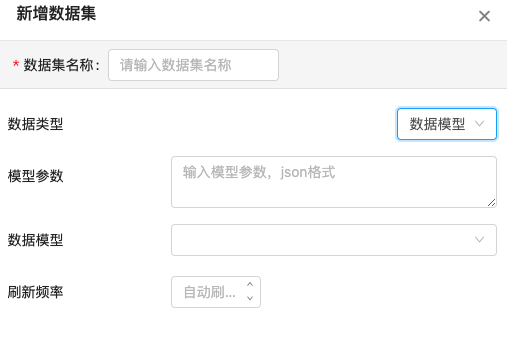 新增数据集
* 数据集名称: 请输入数据集名称
数据类型 数据模型
模型参数 输入模型参数，json格式
数据模型
刷新频率 自动刷...